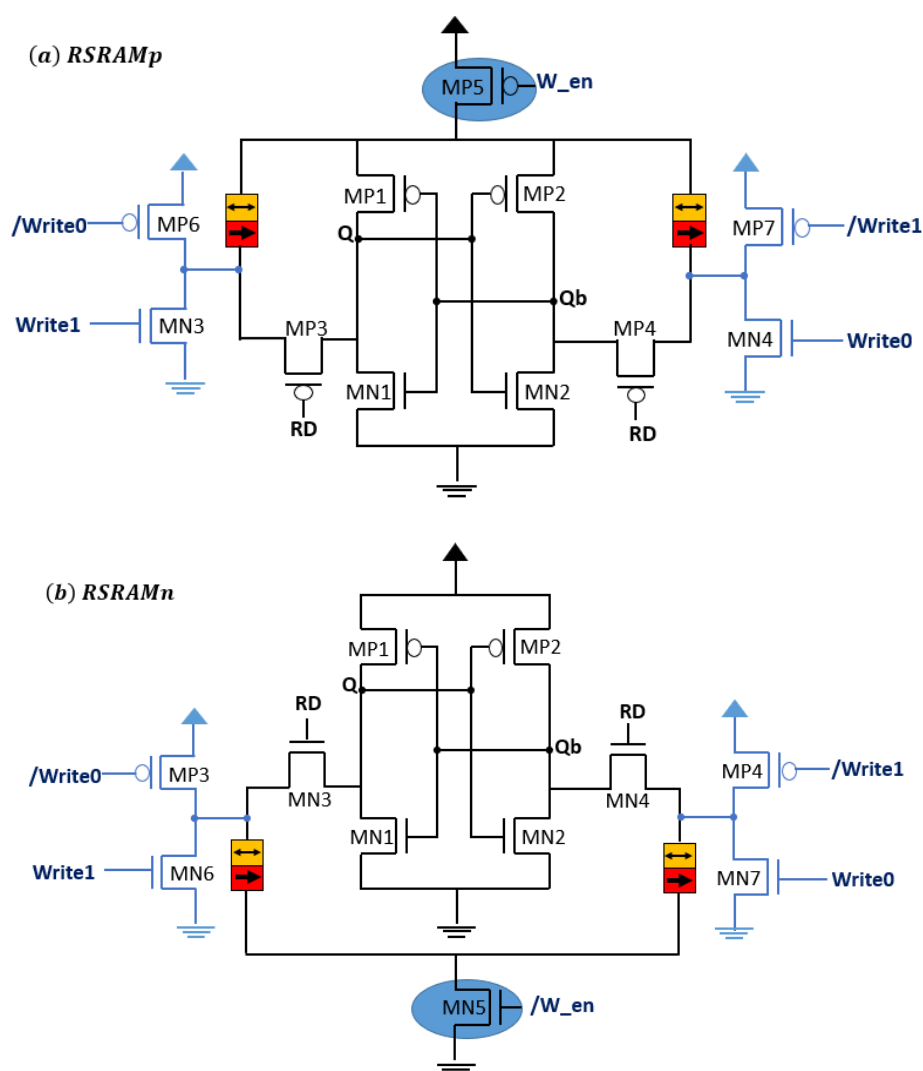 (a) RSRAMp
MP5
W_en
MP1
MP2
/Write0
MP6
MP7
/Write1
Q
Qb
Write1
MN3
MP3
MP4
MN4
Write0
MN1
MN2
RD
RD
(b) RSRAMn
MP1
MP2
Q
RD
RD
Qb
/Write0
MP3
MP4
/Write1
MN3
MN4
MN1
MN2
Write1
MN6
MN7
Write0
MN5
/W_en